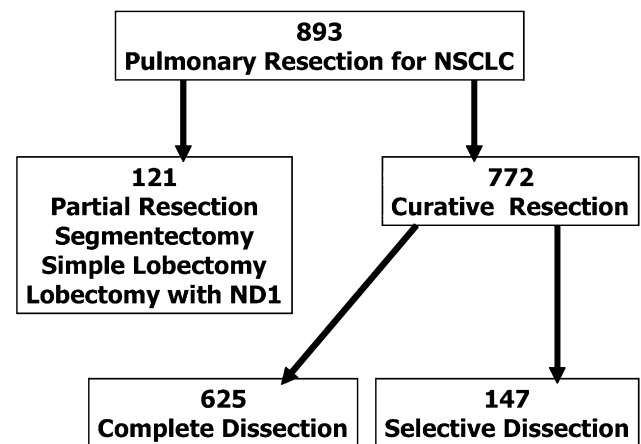 893
Pulmonary Resection for NSCLC
121
Partial Resection
Segmentectomy
Simple Lobectomy
Lobectomy with ND1
772
Curative Resection
625
Complete Dissection
147
Selective Dissection